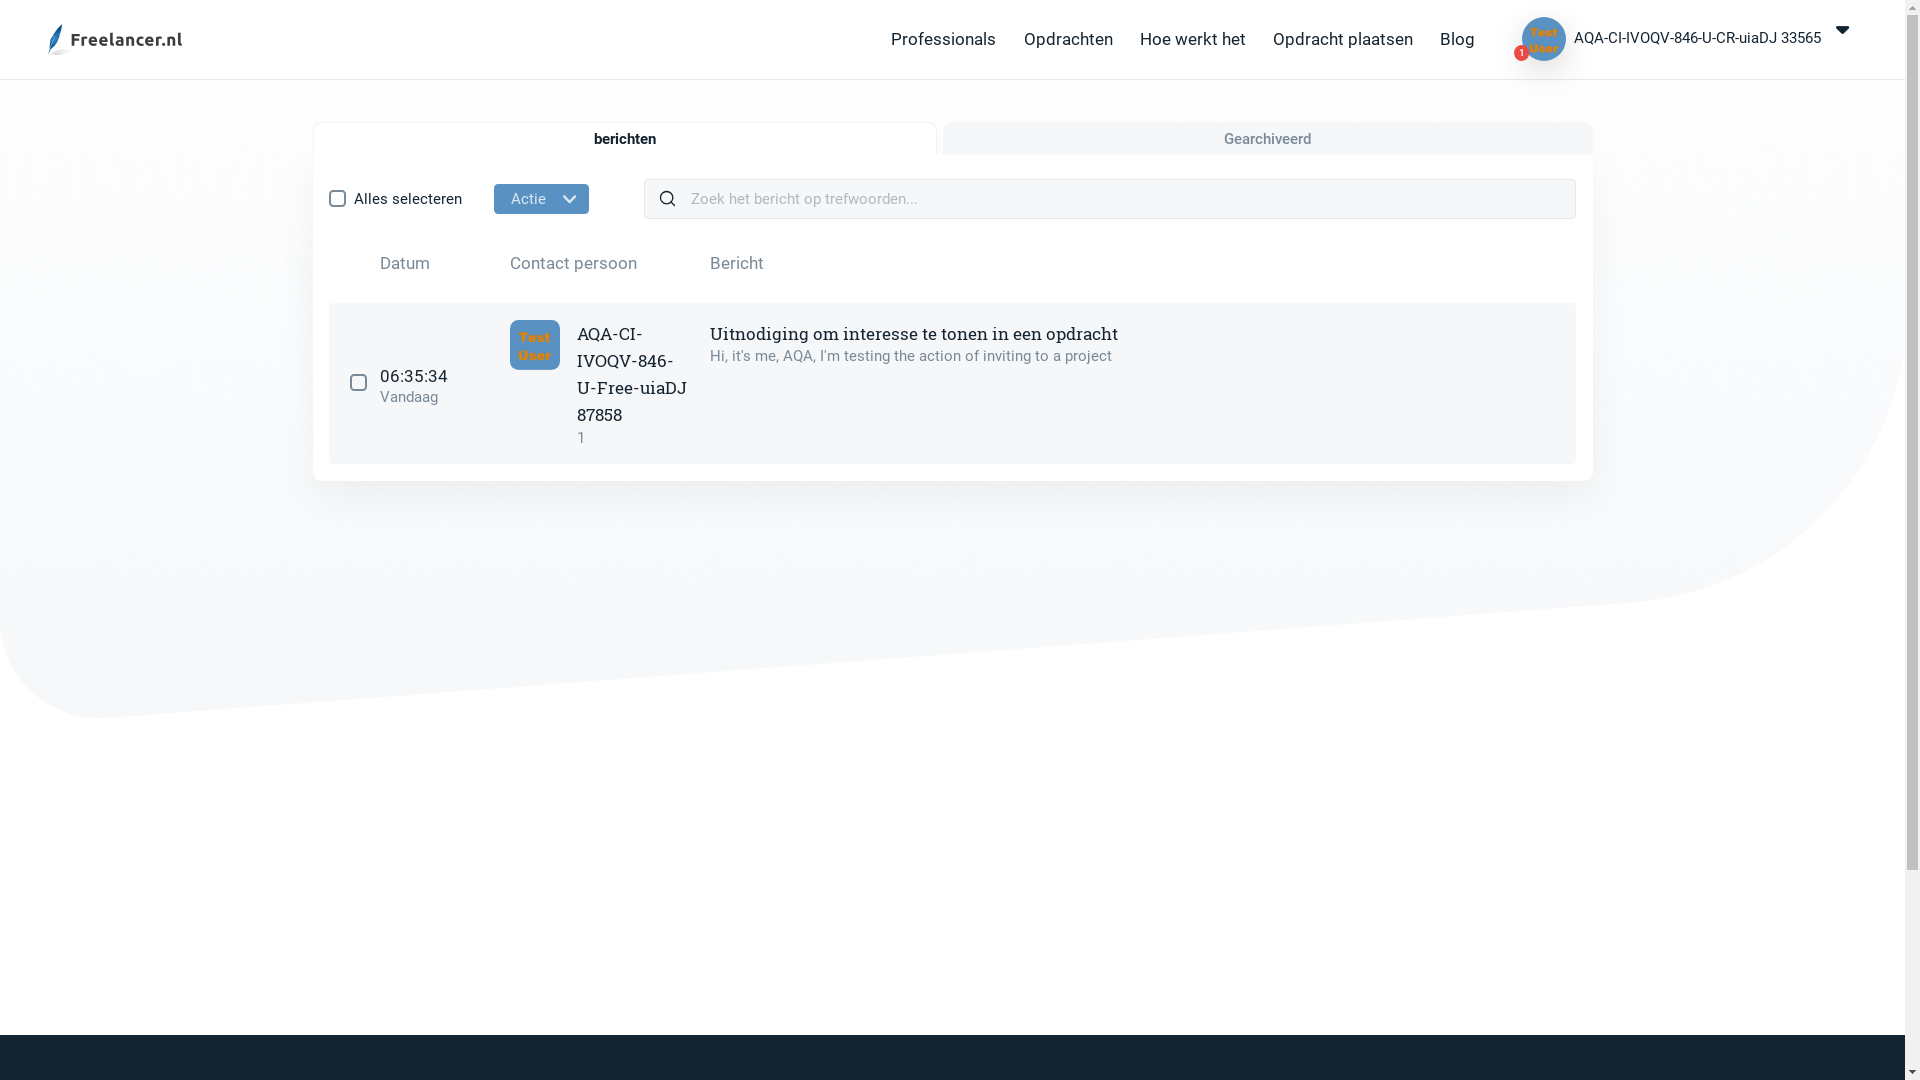 Freelancer.nl
Professionals
Opdrachten
Hoe werkt het
Opdracht plaatsen
Blog
Test
User
1
AQA-CI-IVOQV-846-U-CR-uiaDJ 33565
berichten
Gearchiveerd
Alles selecteren
Actie
Zoek het bericht op trefwoorden...
Datum
Contact persoon
Bericht
06:35:34
Vandaag
Test
User
AQA-CI-
IVOQV-846-
U-Free-uiaDJ
87858
1
Uitnodiging om interesse te tonen in een opdracht
Hi, it's me, AQA, I'm testing the action of inviting to a project